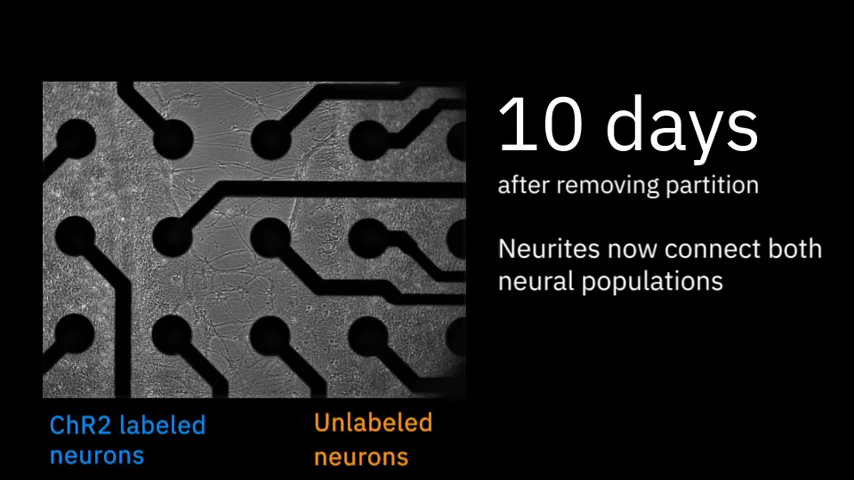 10 days
after removing partition
Neurites now connect both
neural populations
ChR2 labeled
neurons
Unlabeled
neurons